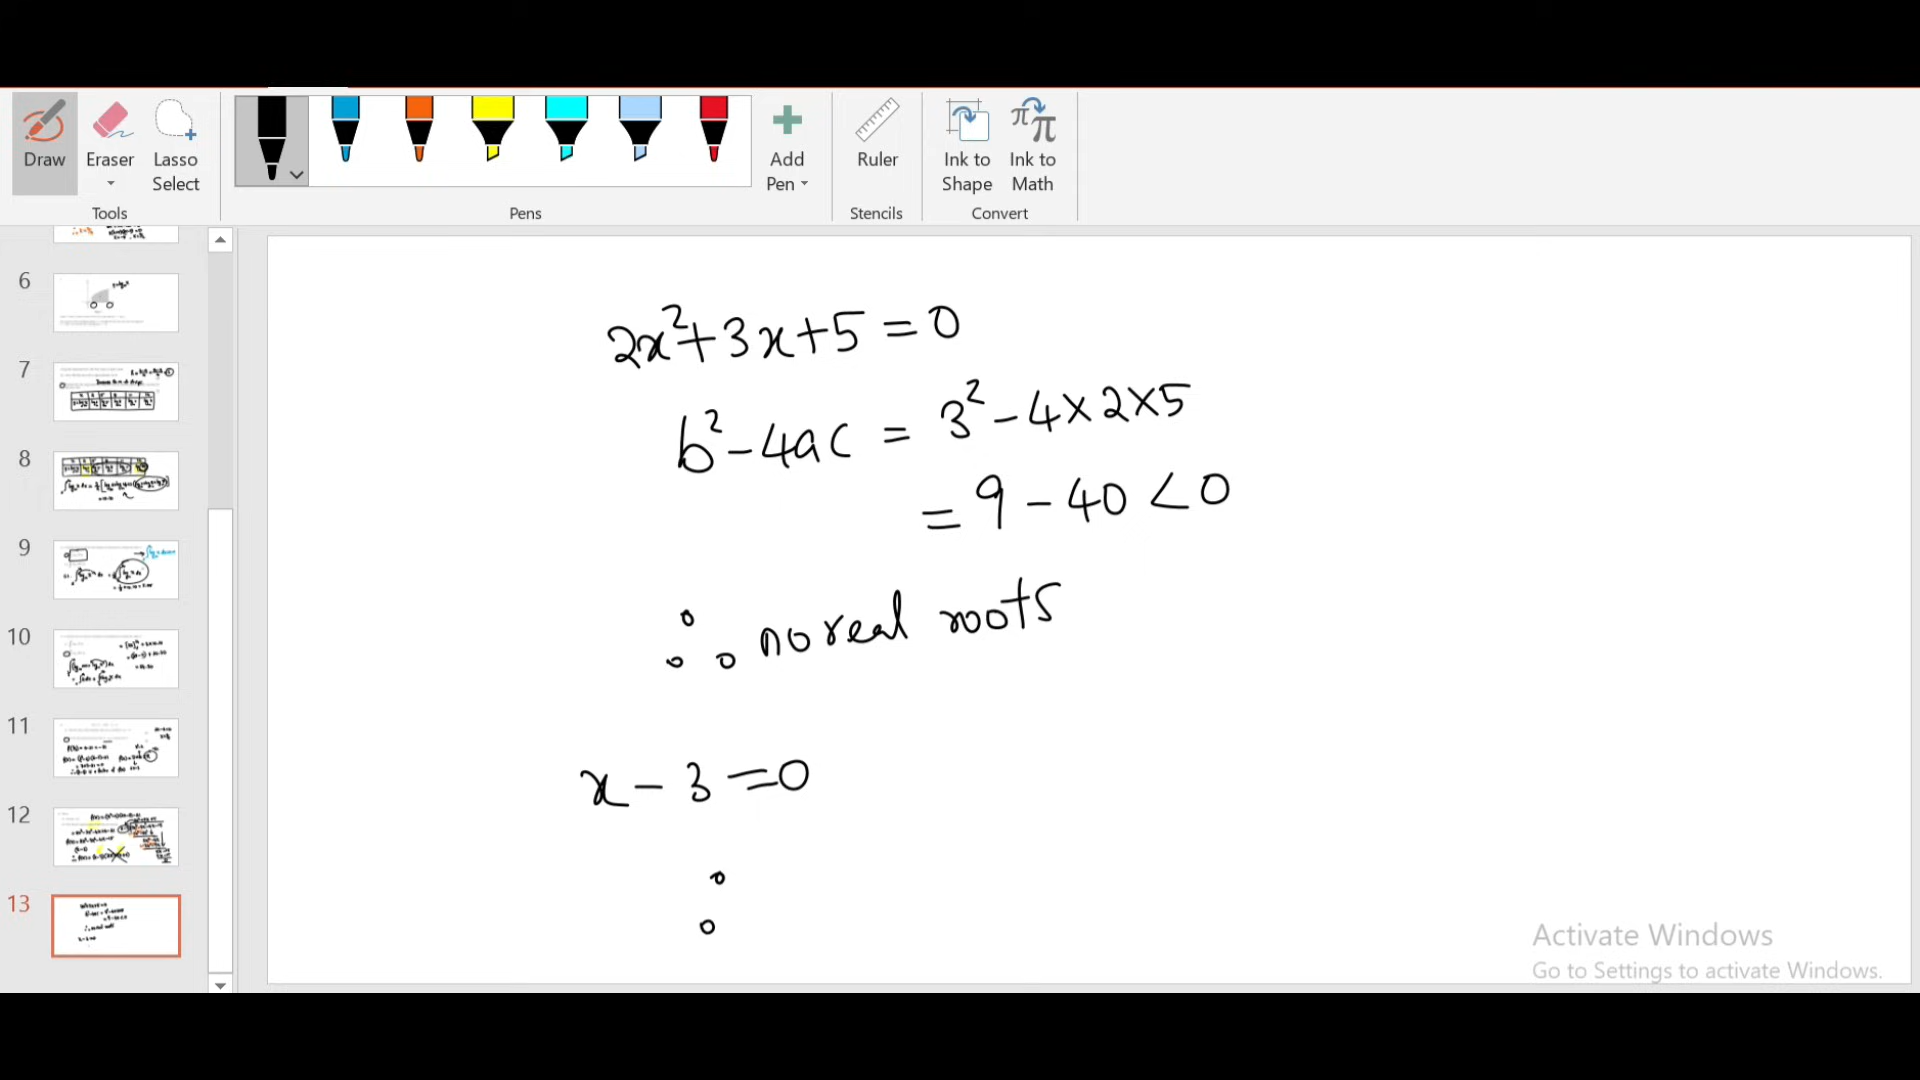 Draw
Eraser
Lasso Select
Tools
Pens
Add Pen
Ruler
Stencils
Ink to Shape
Ink to Math
Convert
6
7
8
9
10
11
12
13
2x²+3x+5=0
b²-4ac = 3²-4×2×5
= 9-40<0
∴ no real roots
x-3=0
Activate Windows
Go to Settings to activate Windows.